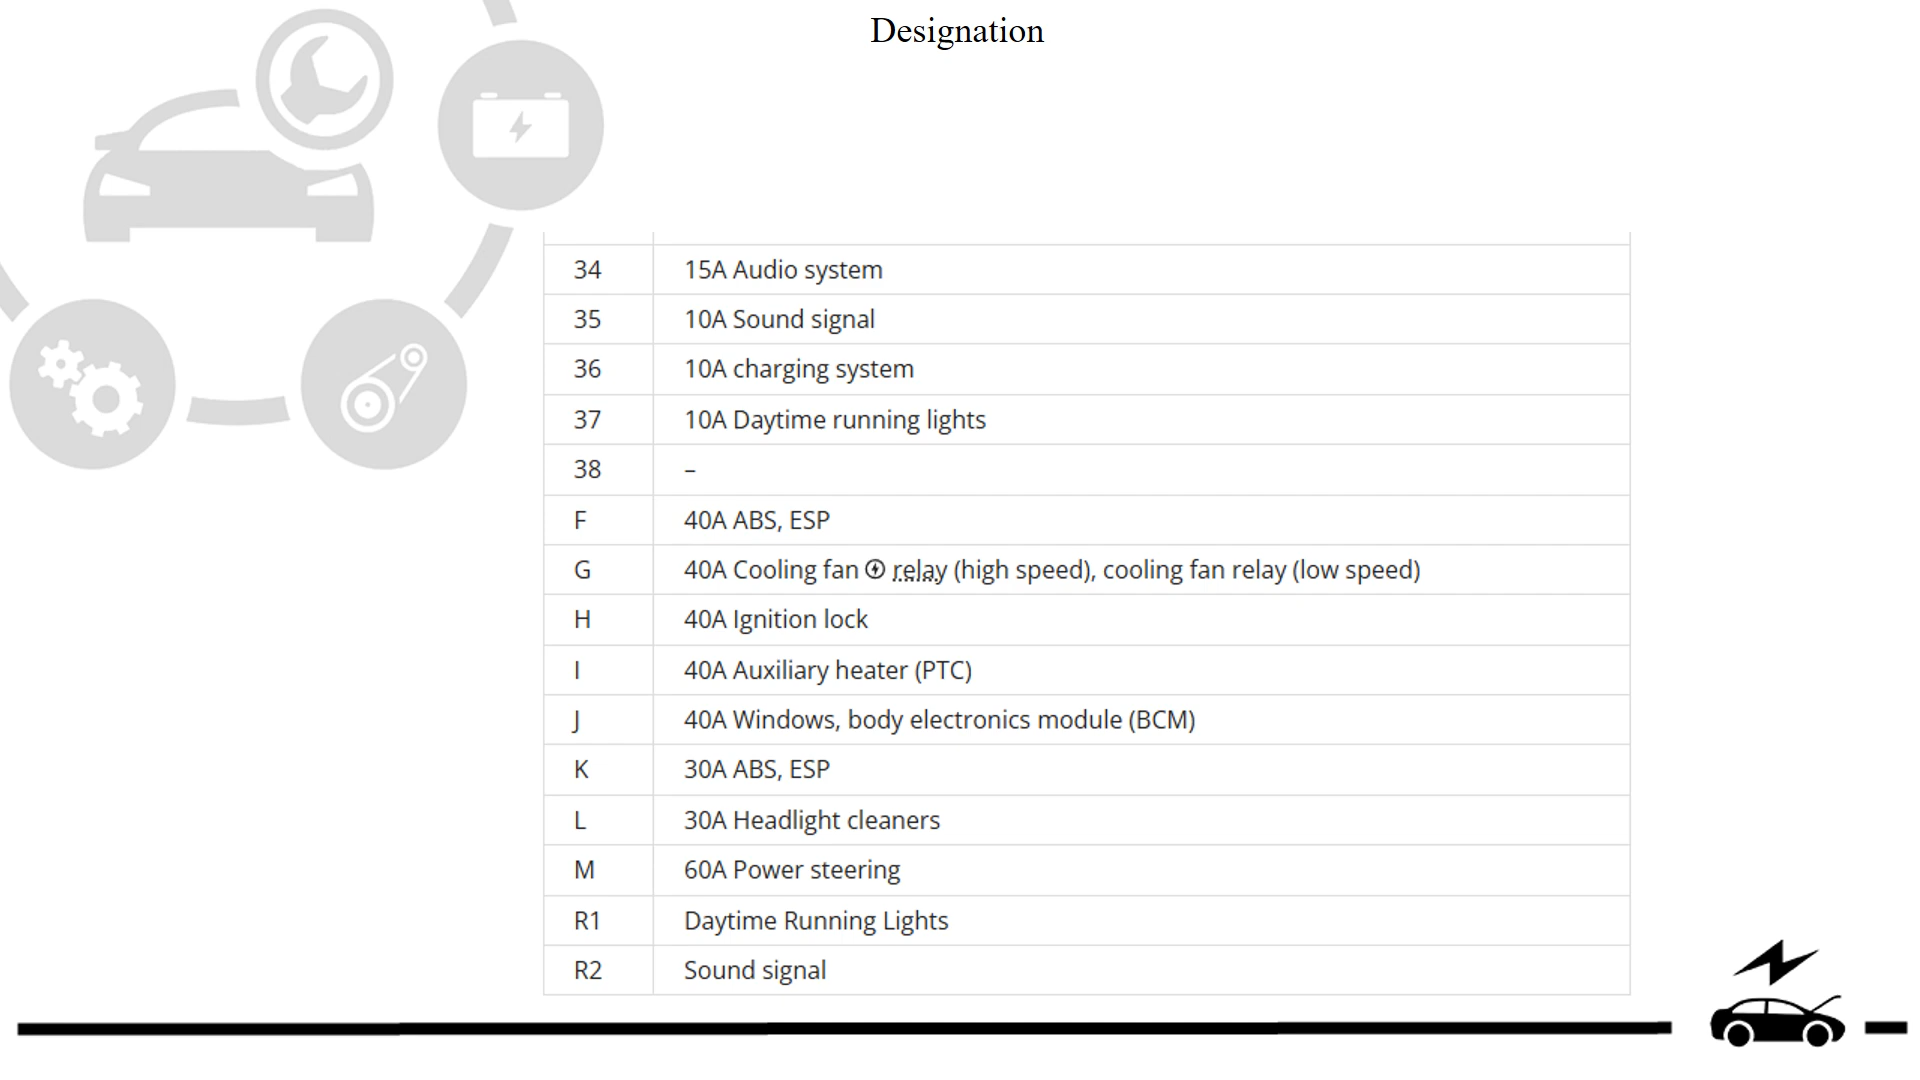 Designation
34 15A Audio system
35 10A Sound signal
36 10A charging system
37 10A Daytime running lights
38 –
F 40A ABS, ESP
G 40A Cooling fan relay (high speed), cooling fan relay (low speed)
H 40A Ignition lock
I 40A Auxiliary heater (PTC)
J 40A Windows, body electronics module (BCM)
K 30A ABS, ESP
L 30A Headlight cleaners
M 60A Power steering
R1 Daytime Running Lights
R2 Sound signal